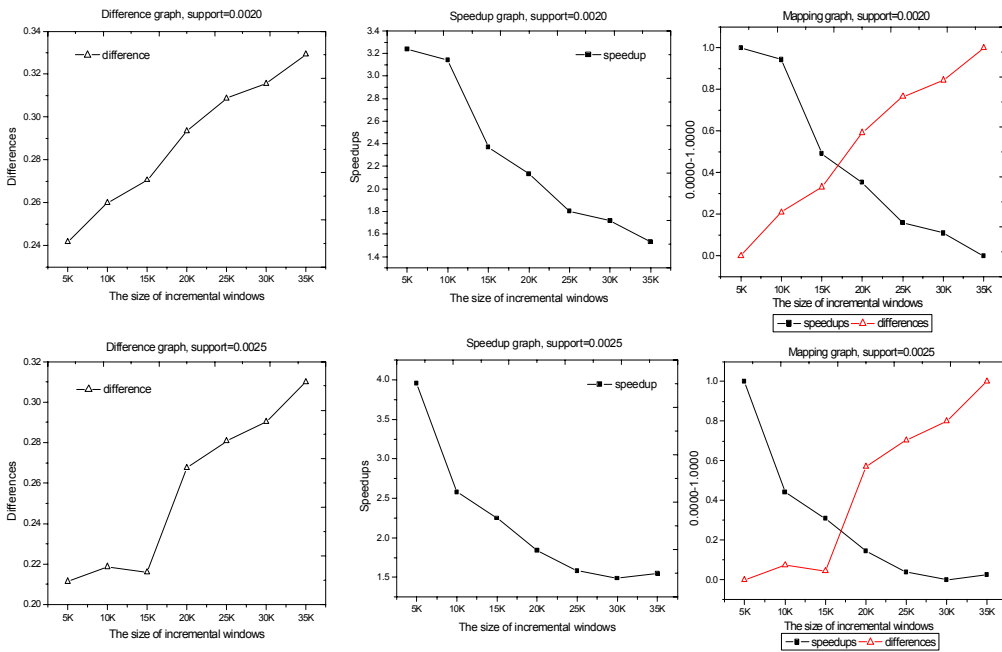 Difference graph, support=0.0020
difference
0.34
0.32
0.30
0.28
0.26
0.24
Differences
5K 10K 15K 20K 25K 30K 35K
The size of incremental windows
Speedup graph, support=0.0020
speedup
3.4
3.2
3.0
2.8
2.6
2.4
2.2
2.0
1.8
1.6
1.4
Speedups
5K 10K 15K 20K 25K 30K 35K
The size of incremental windows
Mapping graph, support=0.0020
1.0
0.8
0.6
0.4
0.2
0.0
0.0000-1.0000
5K 10K 15K 20K 25K 30K 35K
The size of incremental windows
speedups differences
Difference graph, support=0.0025
difference
0.32
0.30
0.28
0.26
0.24
0.22
0.20
Differences
5K 10K 15K 20K 25K 30K 35K
The size of incremental windows
Speedup graph, support=0.0025
speedup
4.0
3.5
3.0
2.5
2.0
1.5
Speedups
5K 10K 15K 20K 25K 30K 35K
The size of incremental windows
Mapping graph, support=0.0025
1.0
0.8
0.6
0.4
0.2
0.0
0.0000-1.0000
5K 10K 15K 20K 25K 30K 35K
The size of incremental windows
speedups differences